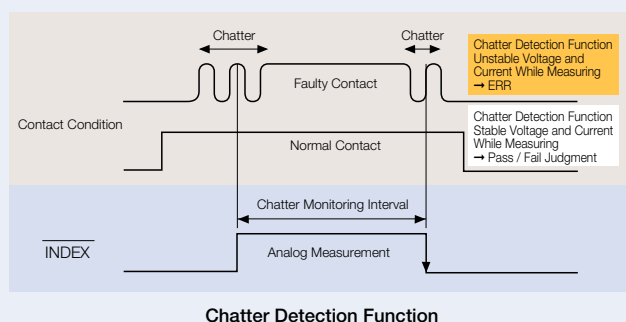 Chatter
Chatter
Chatter Detection Function
Unstable Voltage and
Current While Measuring
→ ERR
Faulty Contact
Contact Condition
Chatter Detection Function
Stable Voltage and Current
While Measuring
→ Pass / Fail Judgment
Normal Contact
Chatter Monitoring Interval
INDEX
Analog Measurement
Chatter Detection Function